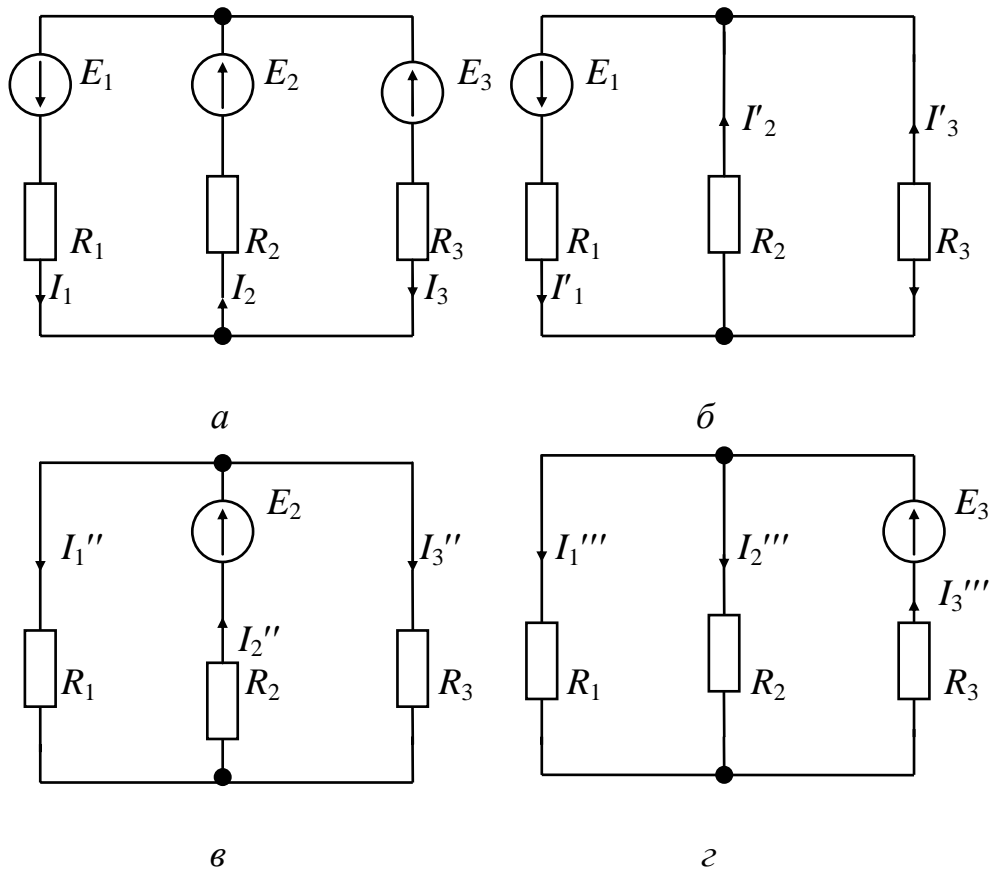 E₁ E₂ E₃ E₁ I′₂ I′₃
R₁ R₂ R₃ R₁ R₂ R₃
I₁ I₂ I₃ I′₁
а б
E₂ E₃
I₁′′ I₃′′ I₁′′′ I₂′′′
I₃′′′
I₂′′
R₁ R₂ R₃ R₁ R₂ R₃
в г